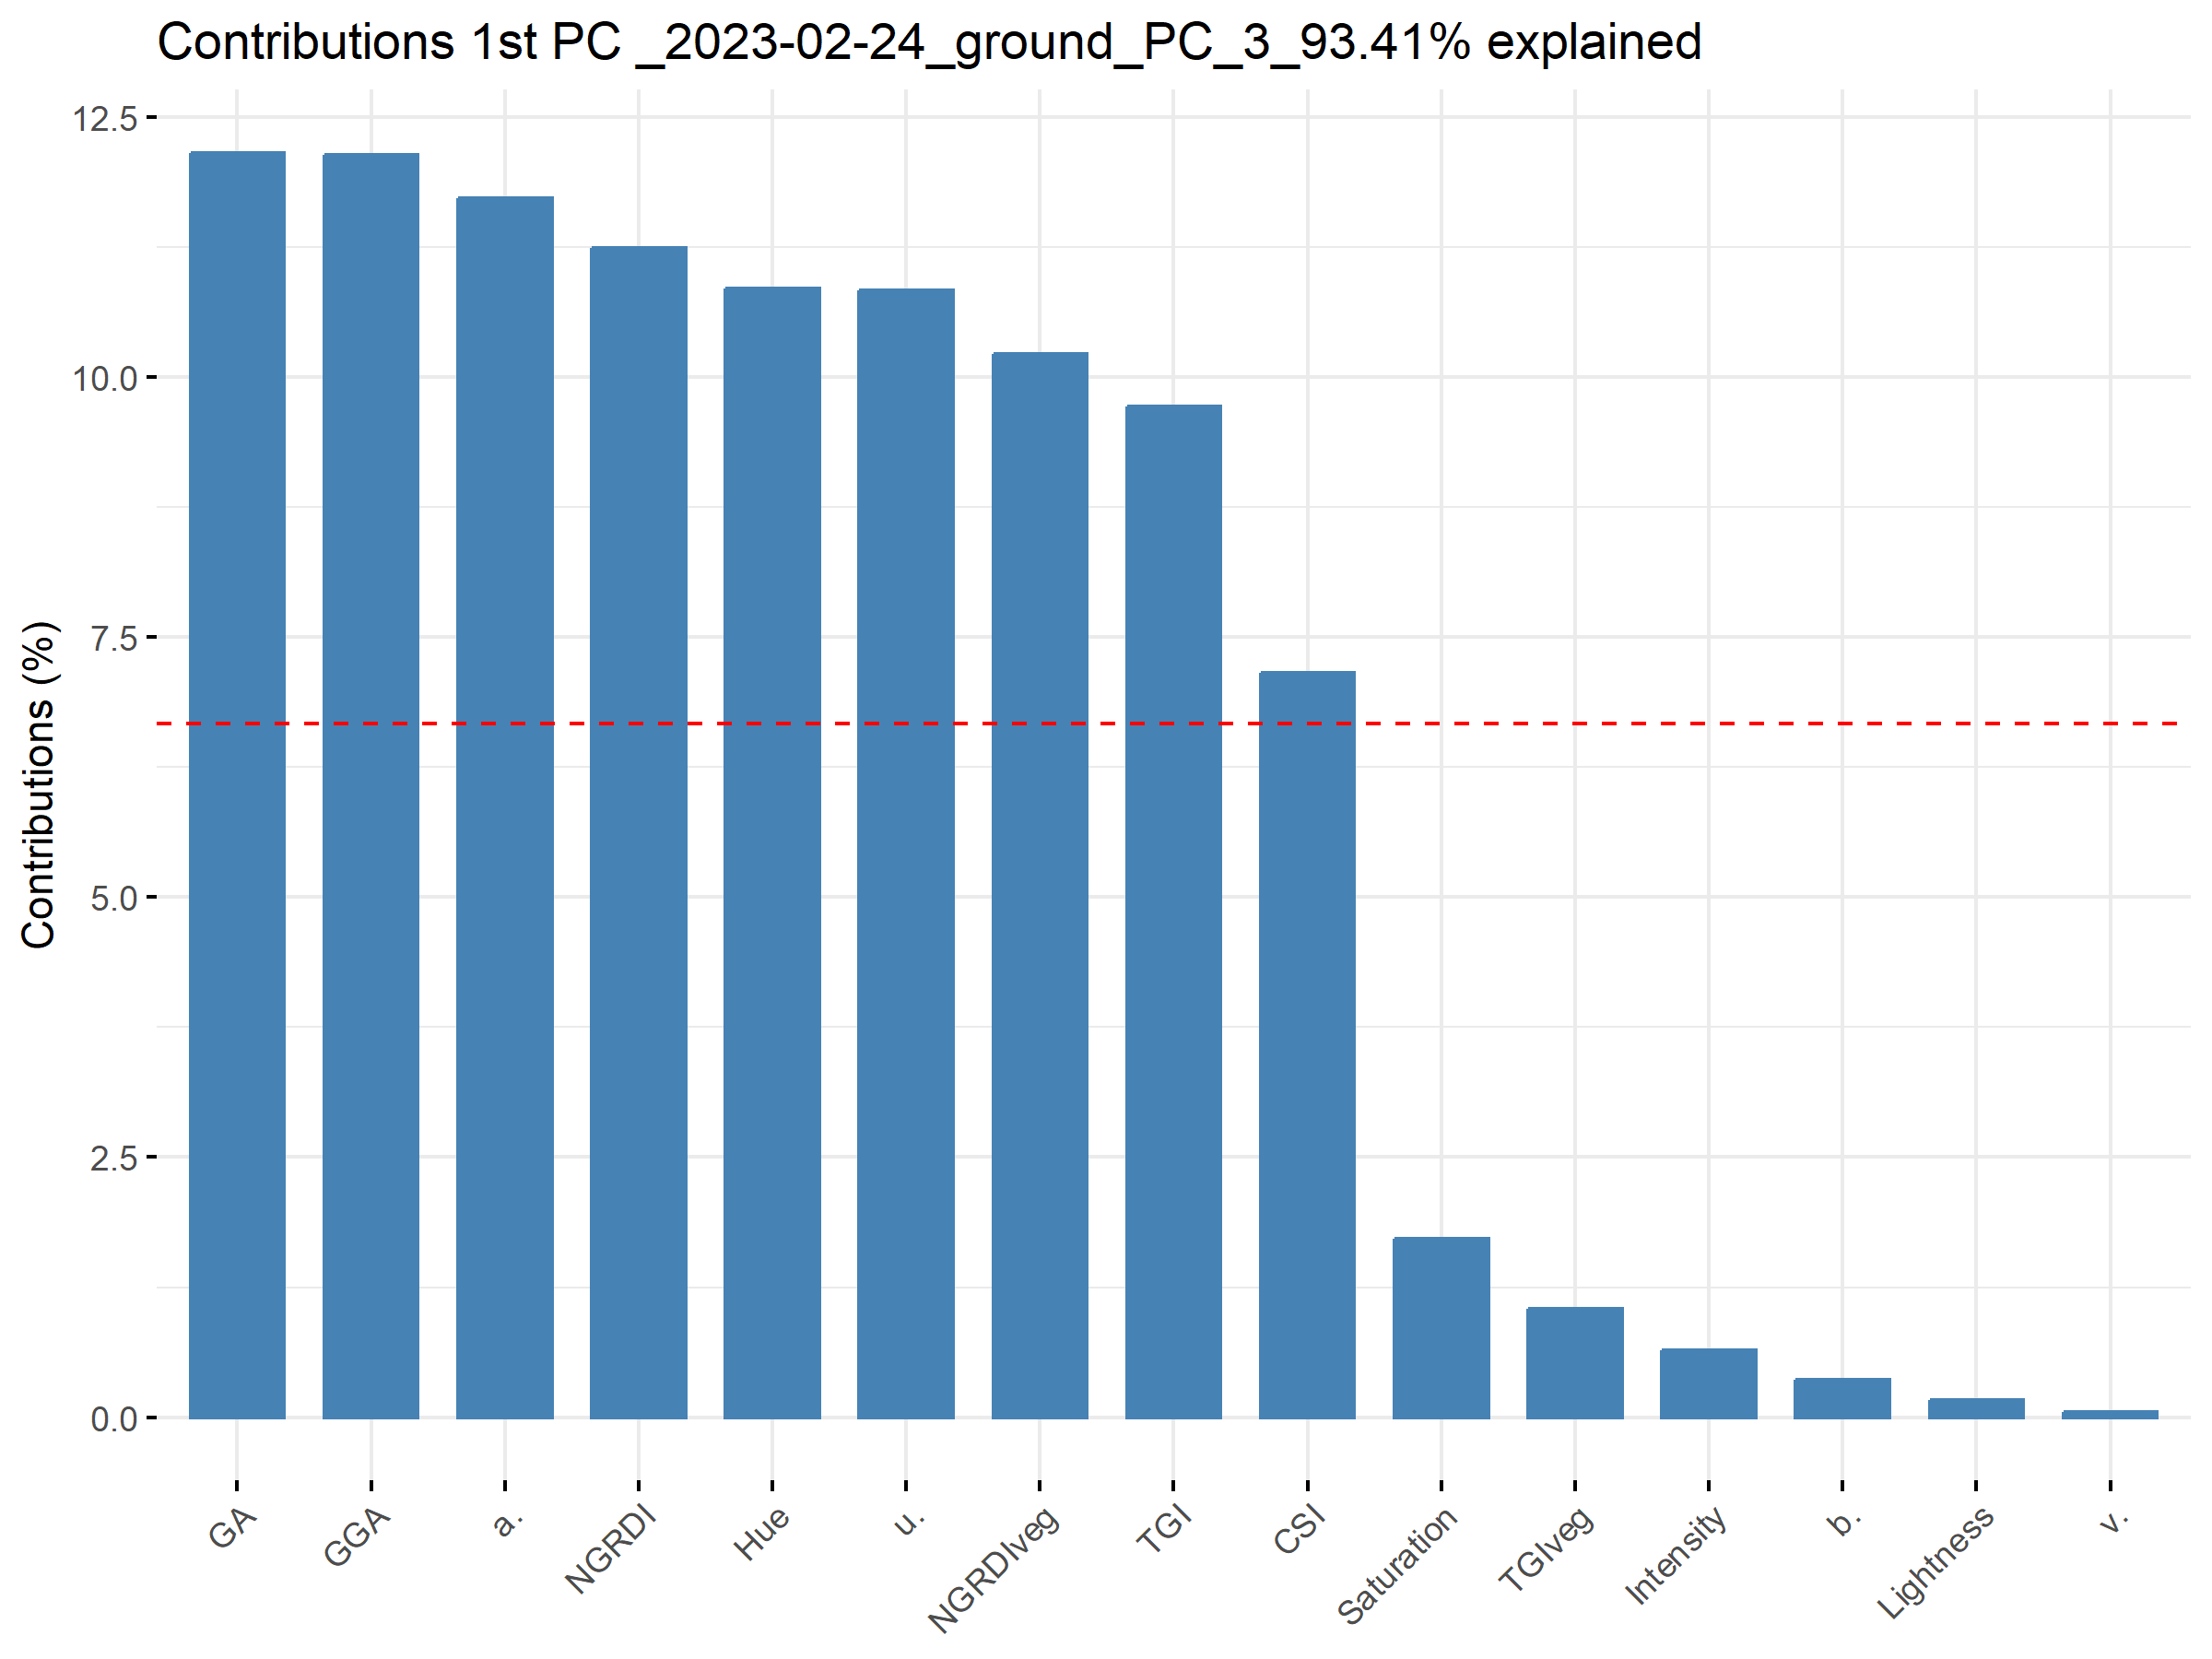 Contributions 1st PC _2023-02-24_ground_PC_3_93.41% explained
Contributions (%)
12.5
10.0
7.5
5.0
2.5
0.0
GA
GGA
a.
NGRDI
Hue
u.
NGRDIveg
TGI
CSI
Saturation
TGIveg
Intensity
b.
Lightness
v.